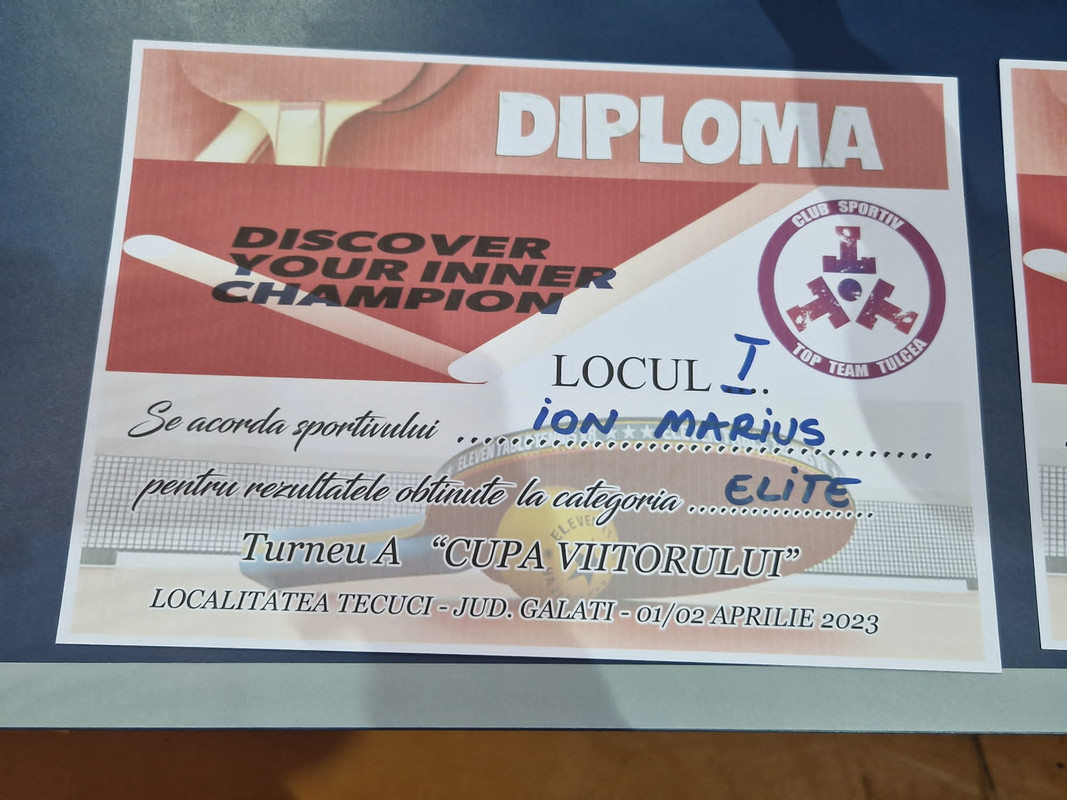 DIPLOMA
CLUB SPORTIV
DISCOVER
YOUR INNER
CHAMPION
TOP TEAM TULCEA
LOCUL I.
Se acorda sportivului ION MARIUS
pentru rezultatele obtinute la categoria ELITE
Turneu A "CUPA VIITORULUI"
LOCALITATEA TECUCI - JUD. GALATI - 01/02 APRILIE 2023